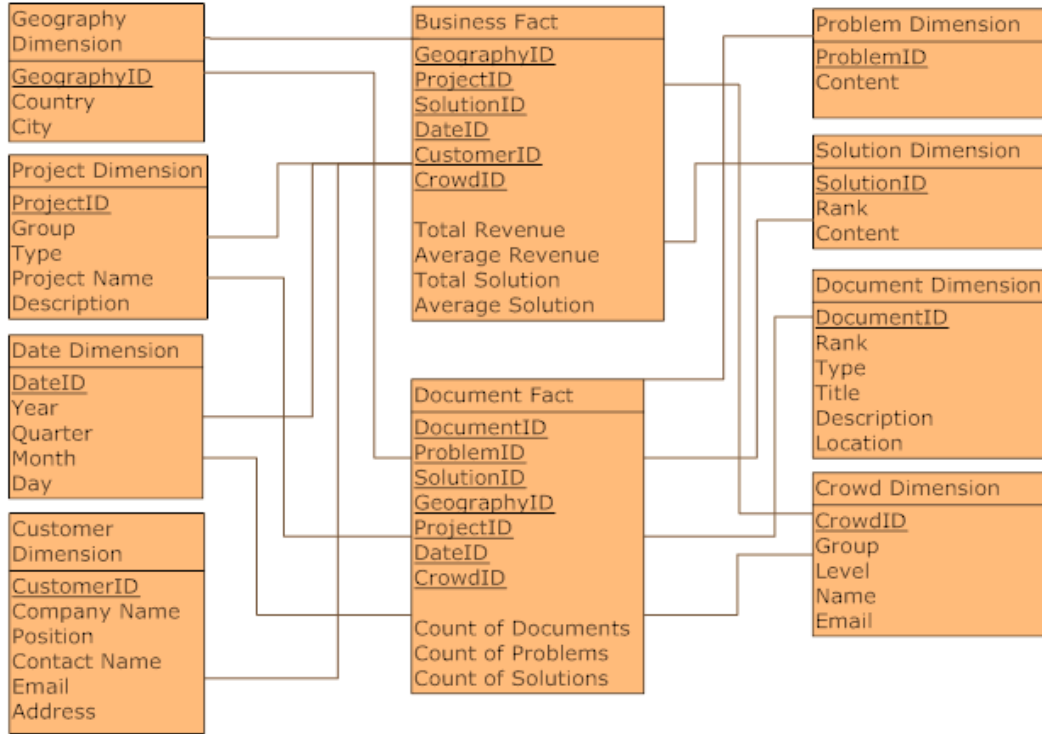 Geography
Dimension
GeographyID
Country
City
Project Dimension
ProjectID
Group
Type
Project Name
Description
Date Dimension
DateID
Year
Quarter
Month
Day
Customer
Dimension
CustomerID
Company Name
Position
Contact Name
Email
Address
Business Fact
GeographyID
ProjectID
SolutionID
DateID
CustomerID
CrowdID
Total Revenue
Average Revenue
Total Solution
Average Solution
Document Fact
DocumentID
ProblemID
SolutionID
GeographyID
ProjectID
DateID
CrowdID
Count of Documents
Count of Problems
Count of Solutions
Problem Dimension
ProblemID
Content
Solution Dimension
SolutionID
Rank
Content
Document Dimension
DocumentID
Rank
Type
Title
Description
Location
Crowd Dimension
CrowdID
Group
Level
Name
Email